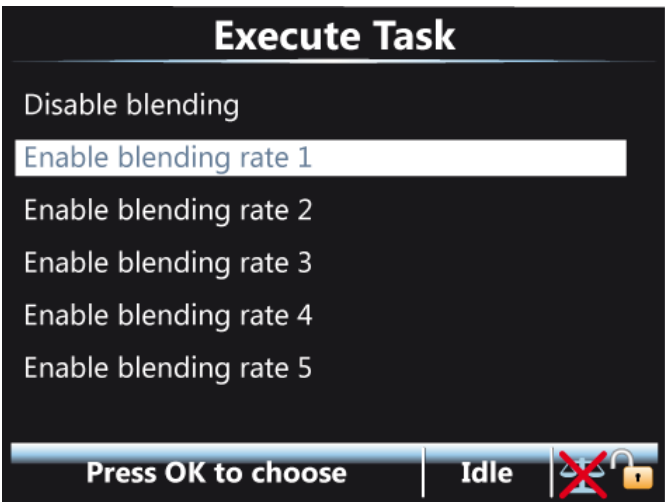 Execute Task
Disable blending
Enable blending rate 1
Enable blending rate 2
Enable blending rate 3
Enable blending rate 4
Enable blending rate 5
Press OK to choose Idle